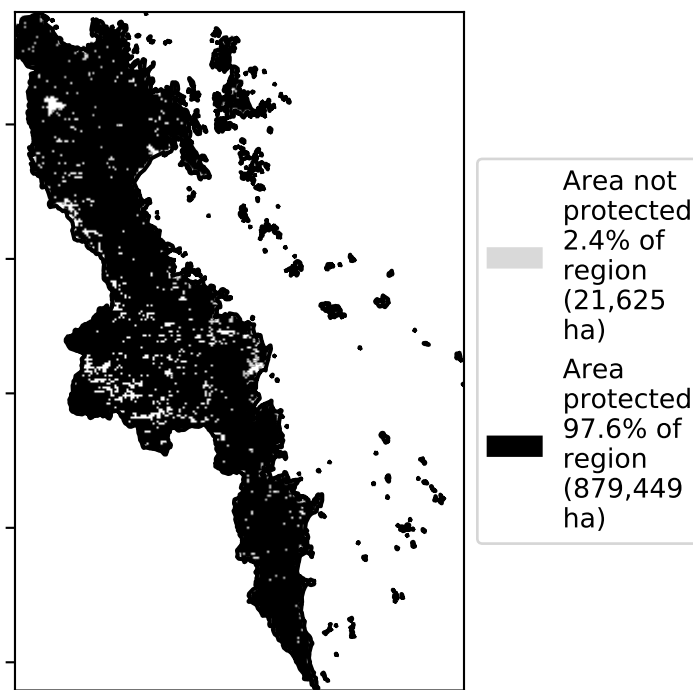 Area not
protected
2.4% of
region
(21,625
ha)
Area
protected
97.6% of
region
(879,449
ha)